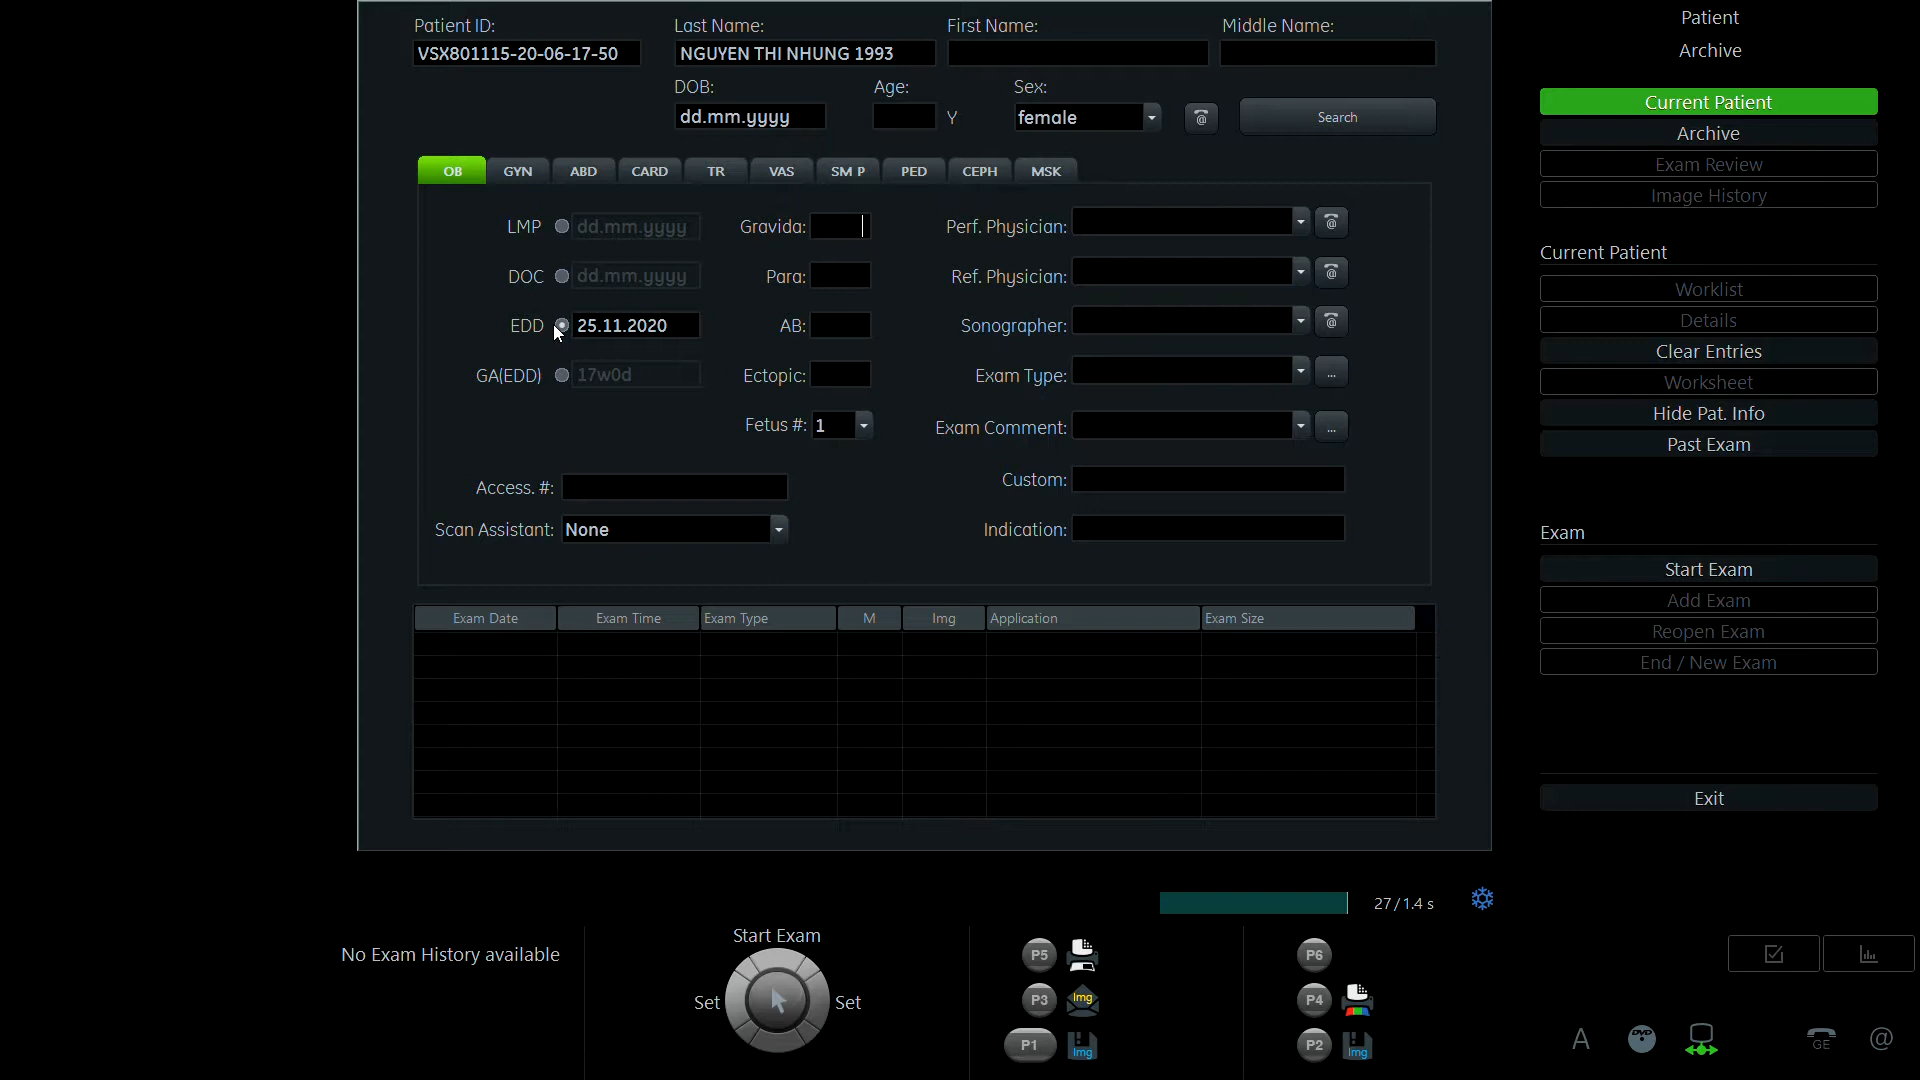 Patient ID: Last Name: First Name: Middle Name:
VSX801115-20-06-17-50 NGUYEN THI NHUNG 1993
DOB: Age: Sex:
dd.mm.yyyy Y female @ Search
OB GYN ABD CARD TR VAS SM P PED CEPH MSK
LMP dd.mm.yyyy Gravida: Perf. Physician: @
DOC dd.mm.yyyy Para: Ref. Physician: @
EDD 25.11.2020 AB: Sonographer: @
GA(EDD) 17w0d Ectopic: Exam Type: ...
Fetus #: 1 Exam Comment: ...
Access. #: Custom:
Scan Assistant: None Indication:
Exam Date Exam Time Exam Type M Img Application Exam Size
Patient
Archive
Current Patient
Archive
Exam Review
Image History
Current Patient
Worklist
Details
Clear Entries
Worksheet
Hide Pat. Info
Past Exam
Exam
Start Exam
Add Exam
Reopen Exam
End / New Exam
Exit
27/1.4 s
No Exam History available
Start Exam
Set Set
P5 P6
P3 Img P4
P1 Img P2 Img
A DVD GE @